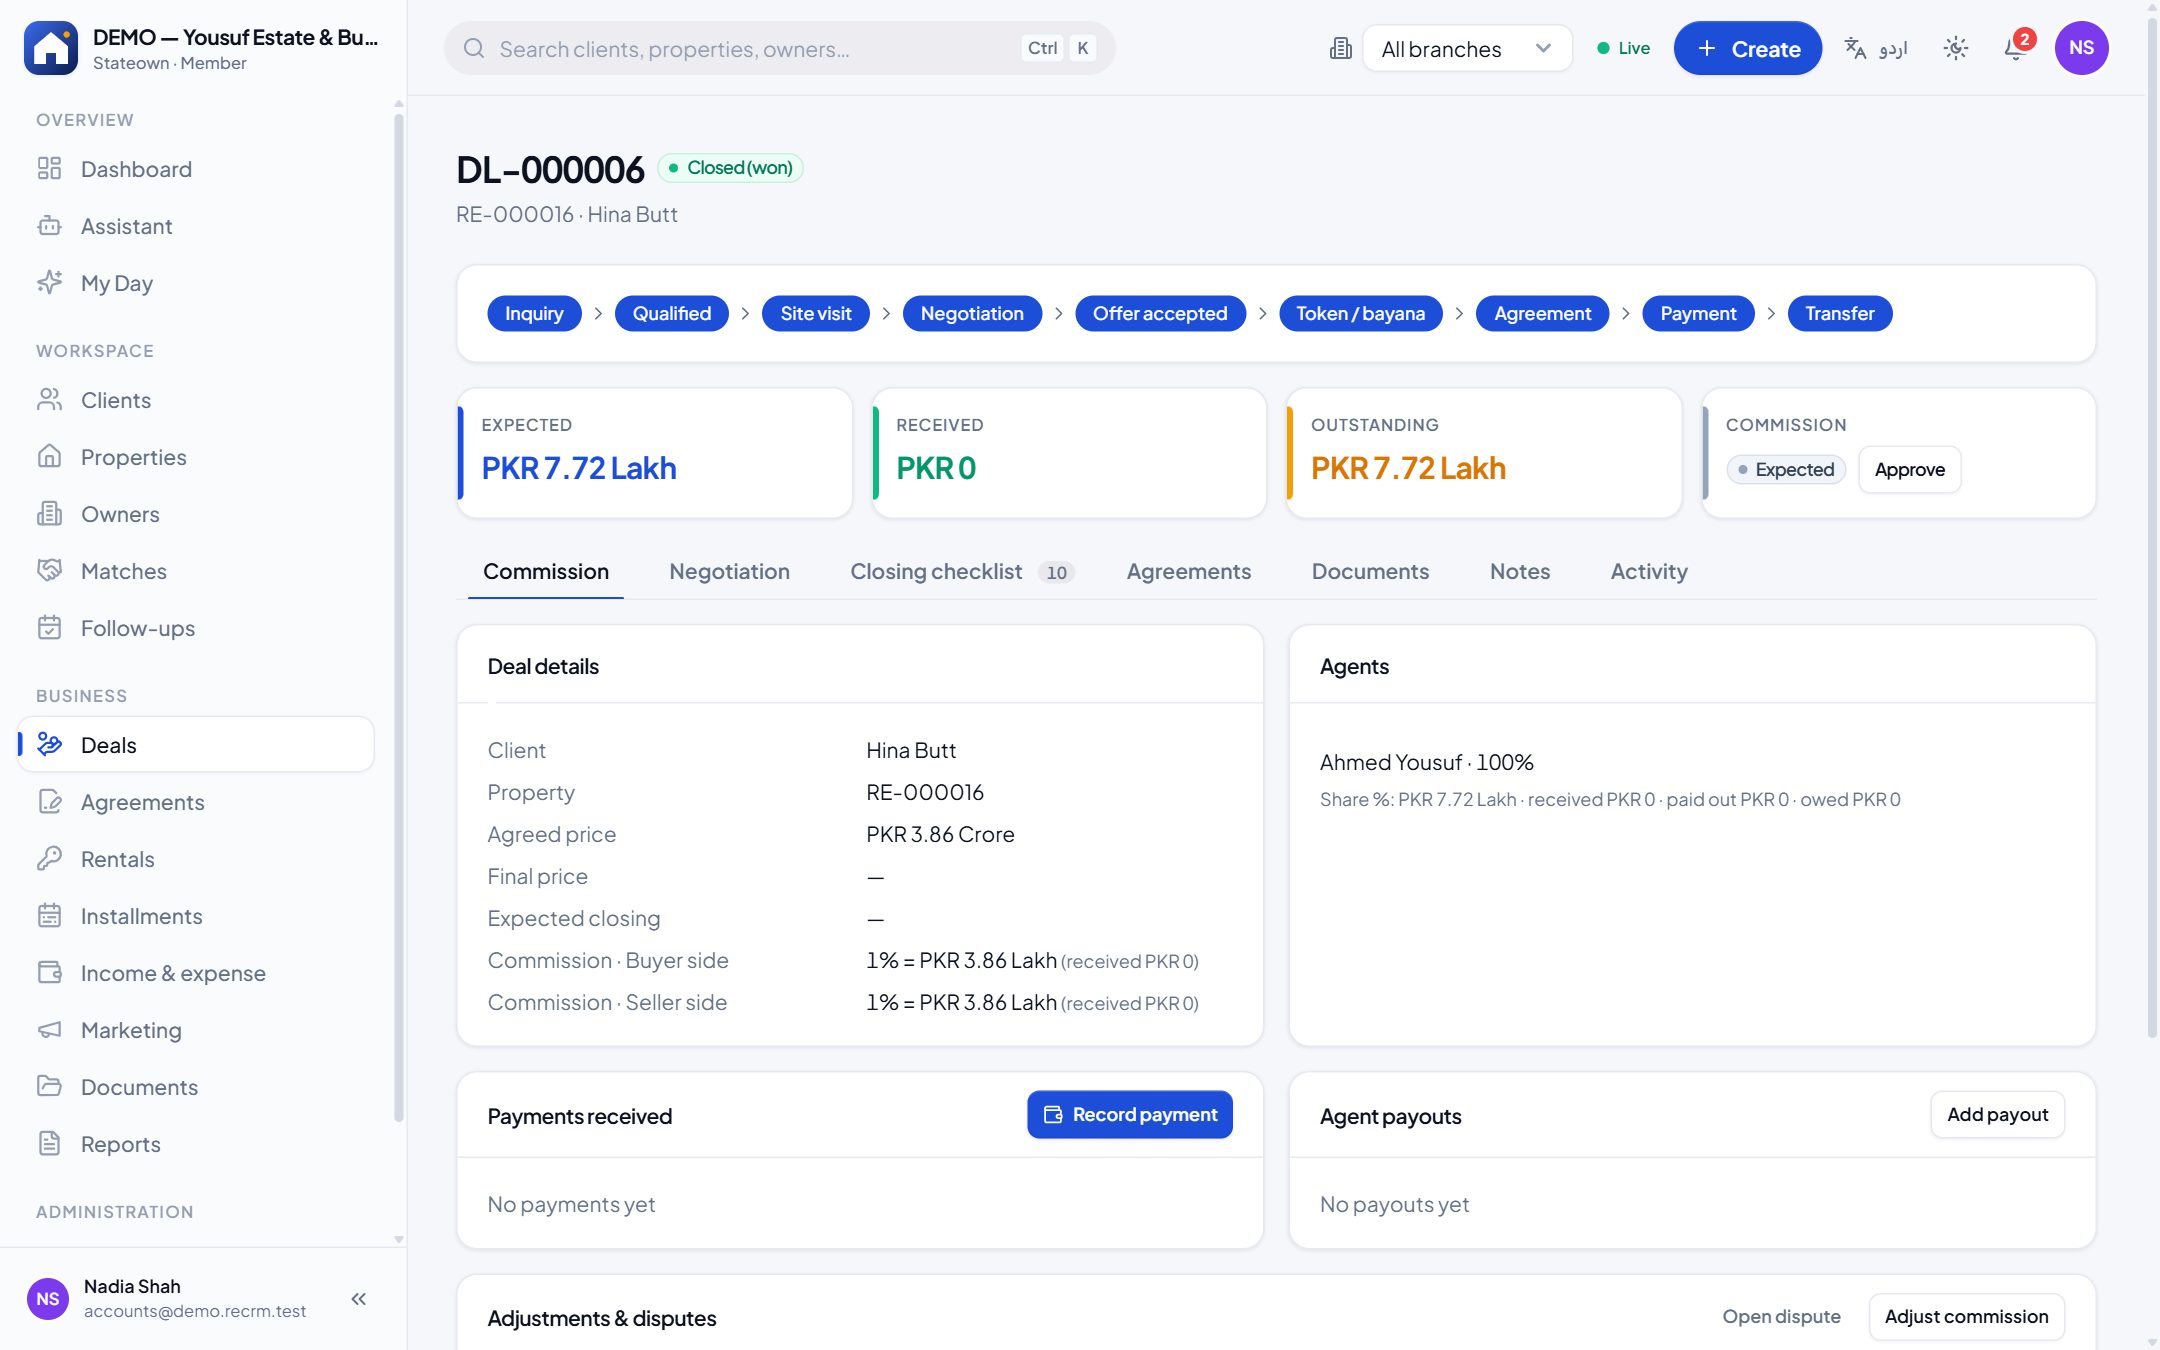 DEMO — Yousuf Estate & Bu...
Stateown · Member
OVERVIEW
Dashboard
Assistant
My Day
WORKSPACE
Clients
Properties
Owners
Matches
Follow-ups
BUSINESS
Deals
Agreements
Rentals
Installments
Income & expense
Marketing
Documents
Reports
ADMINISTRATION
NS
Nadia Shah
accounts@demo.recrm.test
Search clients, properties, owners...
Ctrl K
All branches
Live
Create
اردو
2
NS
DL-000006
Closed (won)
RE-000016 · Hina Butt
Inquiry
Qualified
Site visit
Negotiation
Offer accepted
Token / bayana
Agreement
Payment
Transfer
EXPECTED
PKR 7.72 Lakh
RECEIVED
PKR 0
OUTSTANDING
PKR 7.72 Lakh
COMMISSION
Expected
Approve
Commission
Negotiation
Closing checklist 10
Agreements
Documents
Notes
Activity
Deal details
Client Hina Butt
Property RE-000016
Agreed price PKR 3.86 Crore
Final price —
Expected closing —
Commission · Buyer side 1% = PKR 3.86 Lakh (received PKR 0)
Commission · Seller side 1% = PKR 3.86 Lakh (received PKR 0)
Agents
Ahmed Yousuf · 100%
Share %: PKR 7.72 Lakh · received PKR 0 · paid out PKR 0 · owed PKR 0
Payments received
Record payment
No payments yet
Agent payouts
Add payout
No payouts yet
Adjustments & disputes
Open dispute
Adjust commission